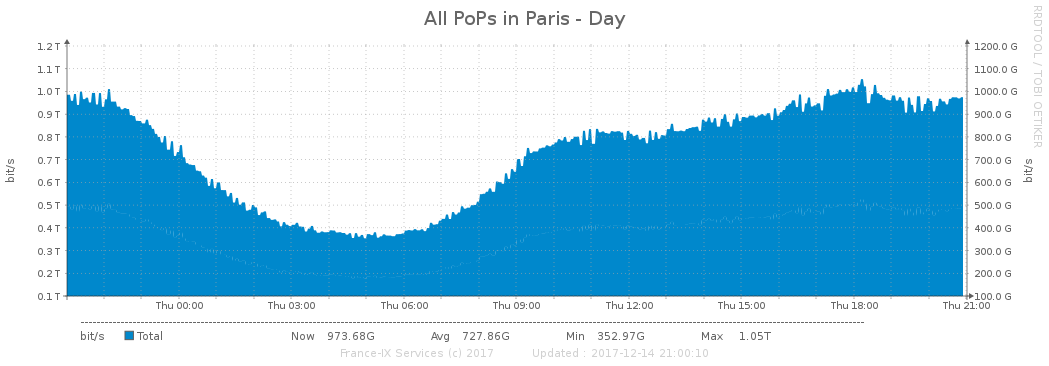 All PoPs in Paris - Day
RRDTOOL / TOBI OETIKER
1.2 T
1.1 T
1.0 T
0.9 T
0.8 T
0.7 T
0.6 T
0.5 T
0.4 T
0.3 T
0.2 T
0.1 T
bit/s
1200.0 G
1100.0 G
1000.0 G
900.0 G
800.0 G
700.0 G
600.0 G
500.0 G
400.0 G
300.0 G
200.0 G
100.0 G
bit/s
Thu 00:00 Thu 03:00 Thu 06:00 Thu 09:00 Thu 12:00 Thu 15:00 Thu 18:00 Thu 21:00
bit/s Total Now 973.68G Avg 727.86G Min 352.97G Max 1.05T
France-IX Services (c) 2017 Updated : 2017-12-14 21:00:10